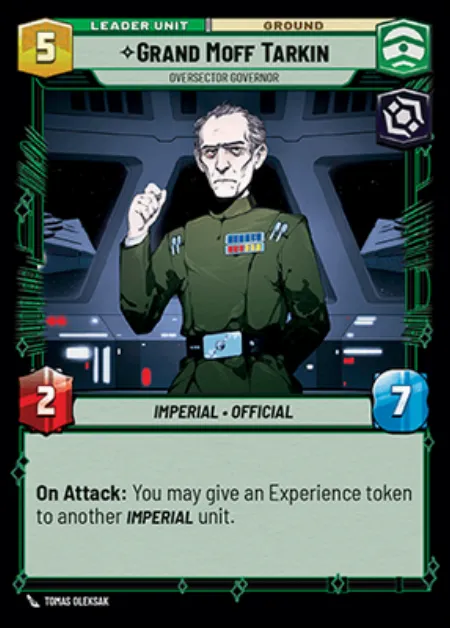 LEADER UNIT
GROUND
5
GRAND MOFF TARKIN
OVERSECTOR GOVERNOR
2
IMPERIAL • OFFICIAL
7
On Attack: You may give an Experience token
to another IMPERIAL unit.
TOMAS OLEKSAK